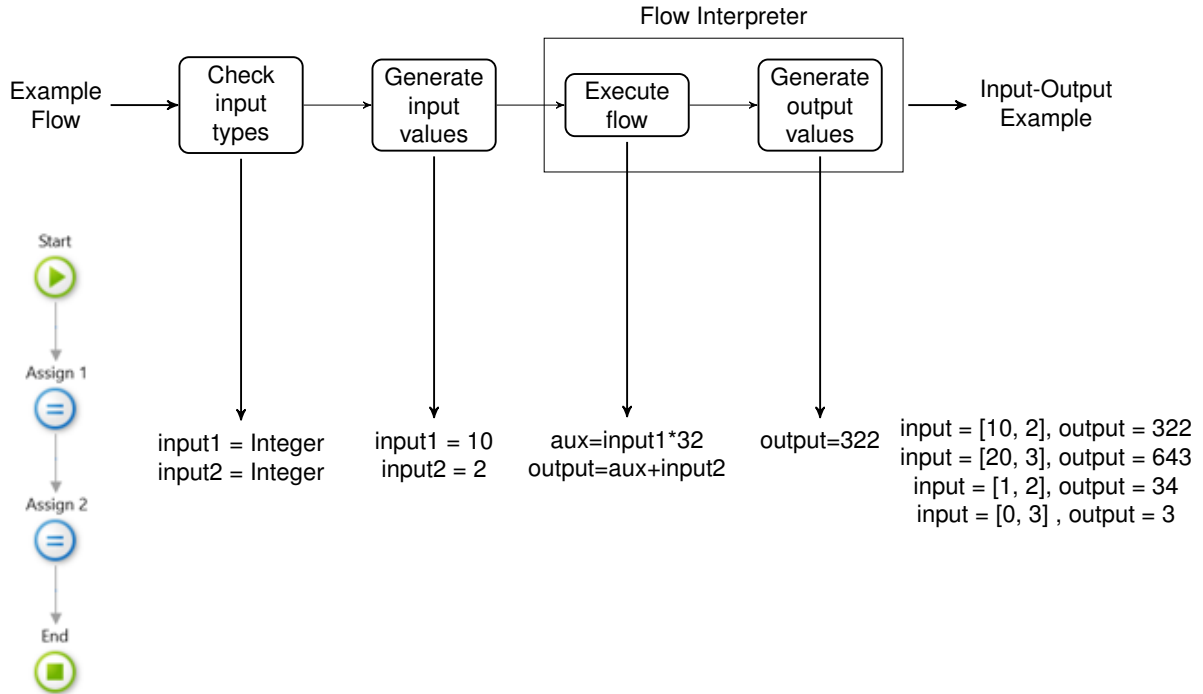 Flow Interpreter
Example
Flow
Check
input
types
Generate
input
values
Execute
flow
Generate
output
values
Input-Output
Example
Start
Assign 1
Assign 2
End
input1 = Integer
input2 = Integer
input1 = 10
input2 = 2
aux=input1*32
output=aux+input2
output=322
input = [10, 2], output = 322
input = [20, 3], output = 643
input = [1, 2], output = 34
input = [0, 3] , output = 3